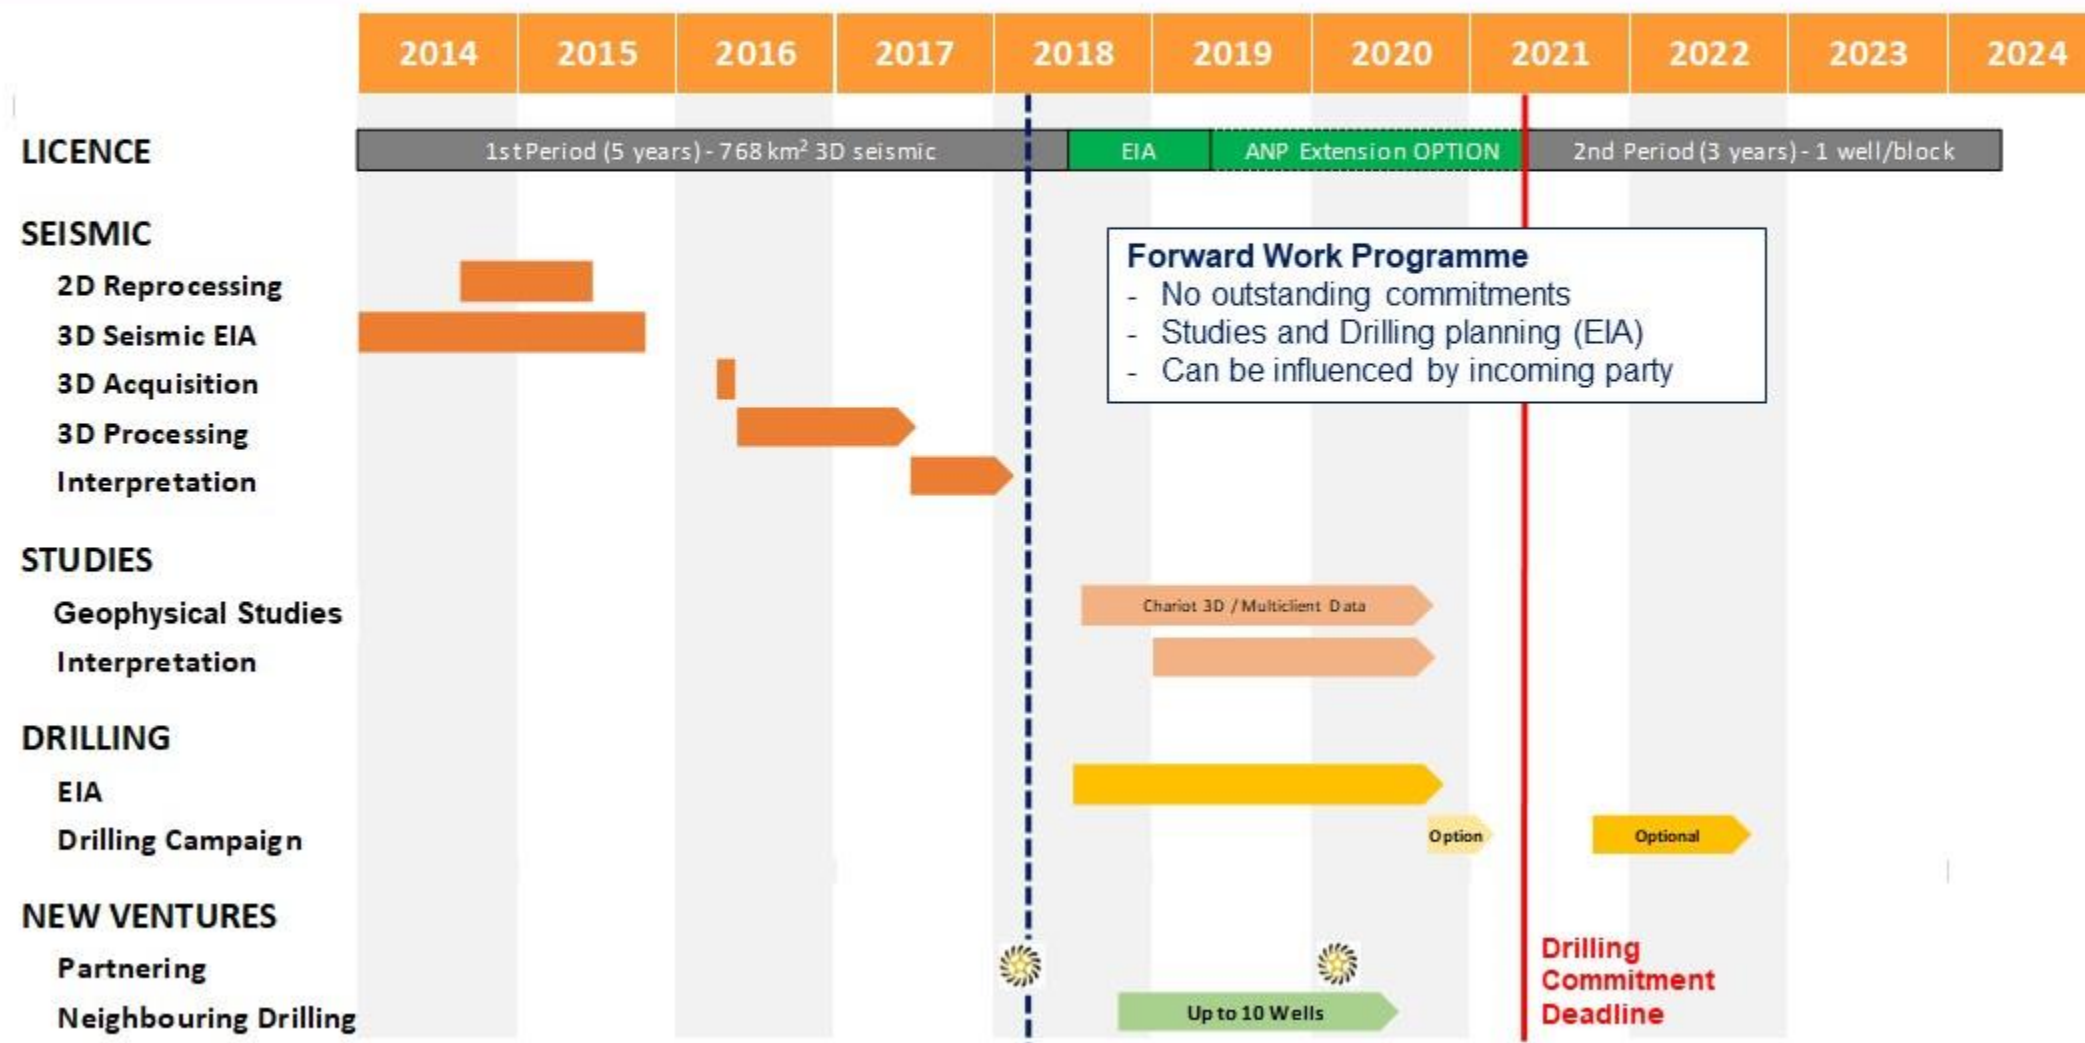 2014 2015 2016 2017 2018 2019 2020 2021 2022 2023 2024
LICENCE
1st Period (5 years) - 768 km² 3D seismic
EIA
ANP Extension OPTION
2nd Period (3 years) - 1 well/block
SEISMIC
2D Reprocessing
3D Seismic EIA
3D Acquisition
3D Processing
Interpretation
Forward Work Programme
- No outstanding commitments
- Studies and Drilling planning (EIA)
- Can be influenced by incoming party
STUDIES
Geophysical Studies
Chariot 3D / Multiclient Data
Interpretation
DRILLING
EIA
Drilling Campaign
Option
Optional
NEW VENTURES
Partnering
Neighbouring Drilling
Up to 10 Wells
Drilling
Commitment
Deadline